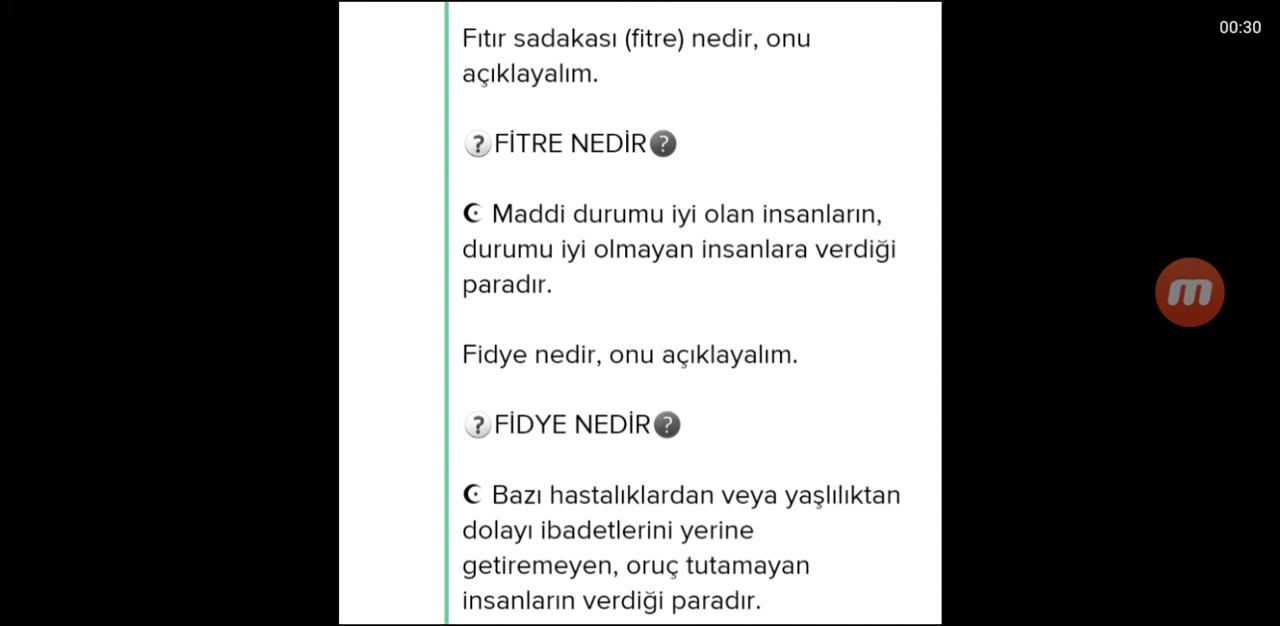 00:30
Fıtır sadakası (fitre) nedir, onu
açıklayalım.
❔FİTRE NEDİR❓
☪ Maddi durumu iyi olan insanların,
durumu iyi olmayan insanlara verdiği
paradır.
Fidye nedir, onu açıklayalım.
❔FİDYE NEDİR❓
☪ Bazı hastalıklardan veya yaşlılıktan
dolayı ibadetlerini yerine
getiremeyen, oruç tutamayan
insanların verdiği paradır.
m